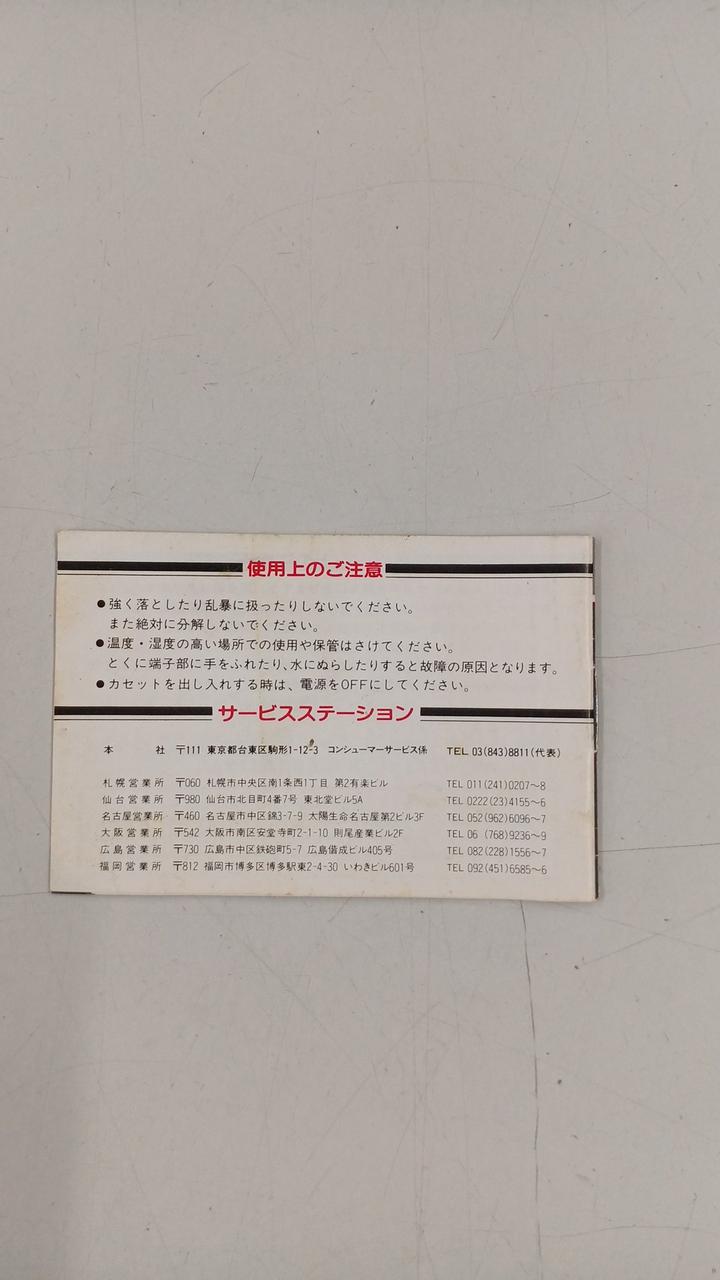 使用上のご注意
●強く落としたり乱暴に扱ったりしないでください。
また絶対に分解しないでください。
●温度・湿度の高い場所での使用や保管はさけてください。
とくに端子部に手をふれたり、水にぬらしたりすると故障の原因となります。
●カセットを出し入れする時は、電源をOFFにしてください。
サービスステーション
本 社 〒111 東京都台東区駒形1-12-3 コンシューマーサービス係 TEL 03(843)8811(代表)
札幌営業所 〒060 札幌市中央区南1条西1丁目 第2有楽ビル TEL 011(241)0207〜8
仙台営業所 〒980 仙台市北目町4番7号 東北堂ビル5A TEL 0222(23)4155〜6
名古屋営業所 〒460 名古屋市中区錦3-7-9 太陽生命名古屋第2ビル3F TEL 052(962)6096〜7
大阪営業所 〒542 大阪市南区安堂寺町2-1-10 則尾産業ビル2F TEL 06 (768)9236〜9
広島営業所 〒730 広島市中区鉄砲町5-7 広島偕成ビル405号 TEL 082(228)1556〜7
福岡営業所 〒812 福岡市博多区博多駅東2-4-30 いわきビル601号 TEL 092(451)6585〜6